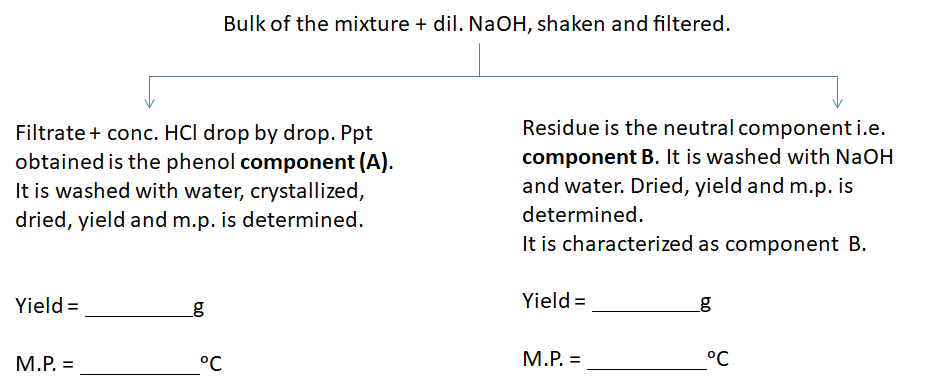 Bulk of the mixture + dil. NaOH, shaken and filtered.
Filtrate + conc. HCl drop by drop. Ppt
obtained is the phenol component (A).
It is washed with water, crystallized,
dried, yield and m.p. is determined.
Yield = __________g
M.P. = ___________°C
Residue is the neutral component i.e.
component B. It is washed with NaOH
and water. Dried, yield and m.p. is
determined.
It is characterized as component B.
Yield = __________g
M.P. = ___________°C